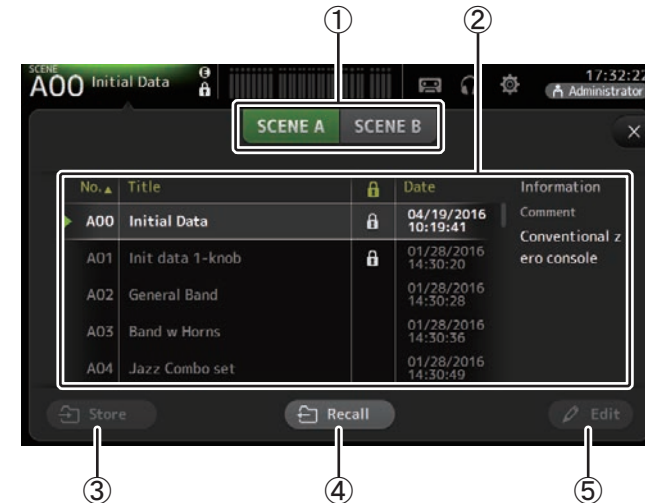 ① ②
SCENE
A00 Initial Data E 17:32:22
Administrator
SCENE A SCENE B
No. Title Date Information
A00 Initial Data 04/19/2016 10:19:41 Comment
Conventional z
ero console
A01 Init data 1-knob 01/28/2016 14:30:20
A02 General Band 01/28/2016 14:30:28
A03 Band w Horns 01/28/2016 14:30:36
A04 Jazz Combo set 01/28/2016 14:30:49
Store Recall Edit
③ ④ ⑤